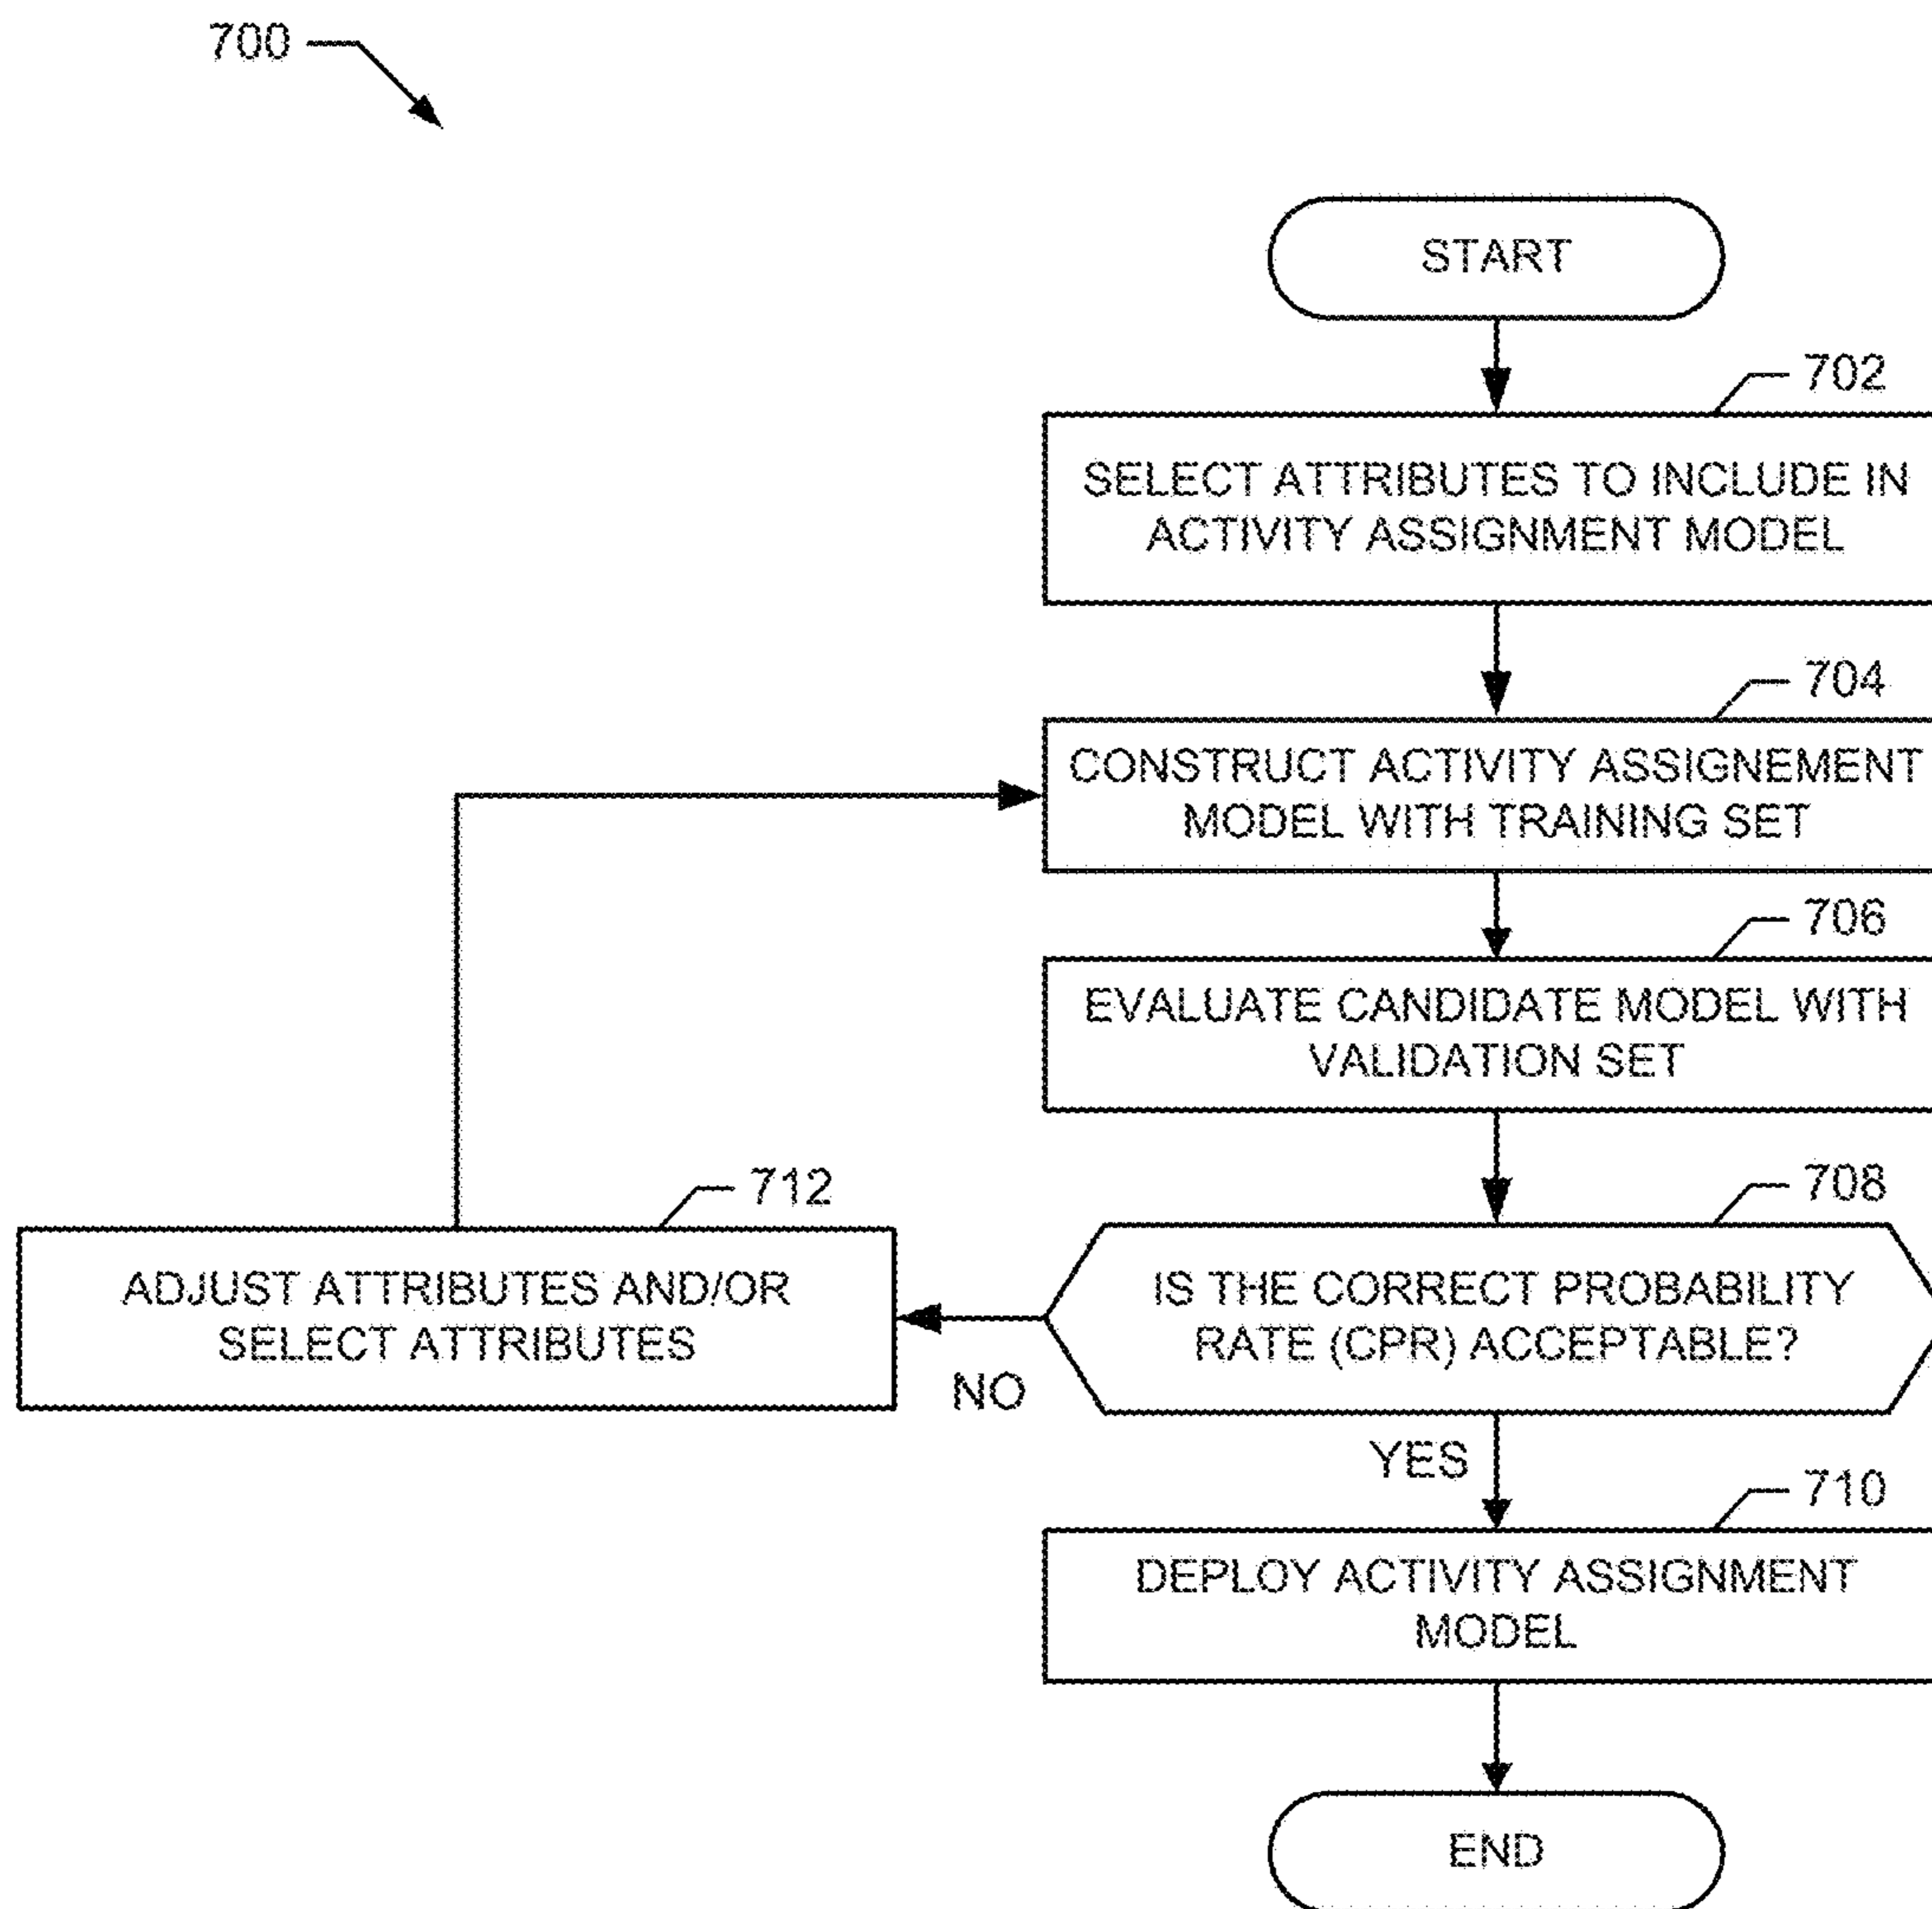 700
START
702
SELECT ATTRIBUTES TO INCLUDE IN
ACTIVITY ASSIGNMENT MODEL
704
CONSTRUCT ACTIVITY ASSIGNEMENT
MODEL WITH TRAINING SET
706
EVALUATE CANDIDATE MODEL WITH
VALIDATION SET
708
IS THE CORRECT PROBABILITY
RATE (CPR) ACCEPTABLE?
NO
712
ADJUST ATTRIBUTES AND/OR
SELECT ATTRIBUTES
YES
710
DEPLOY ACTIVITY ASSIGNMENT
MODEL
END